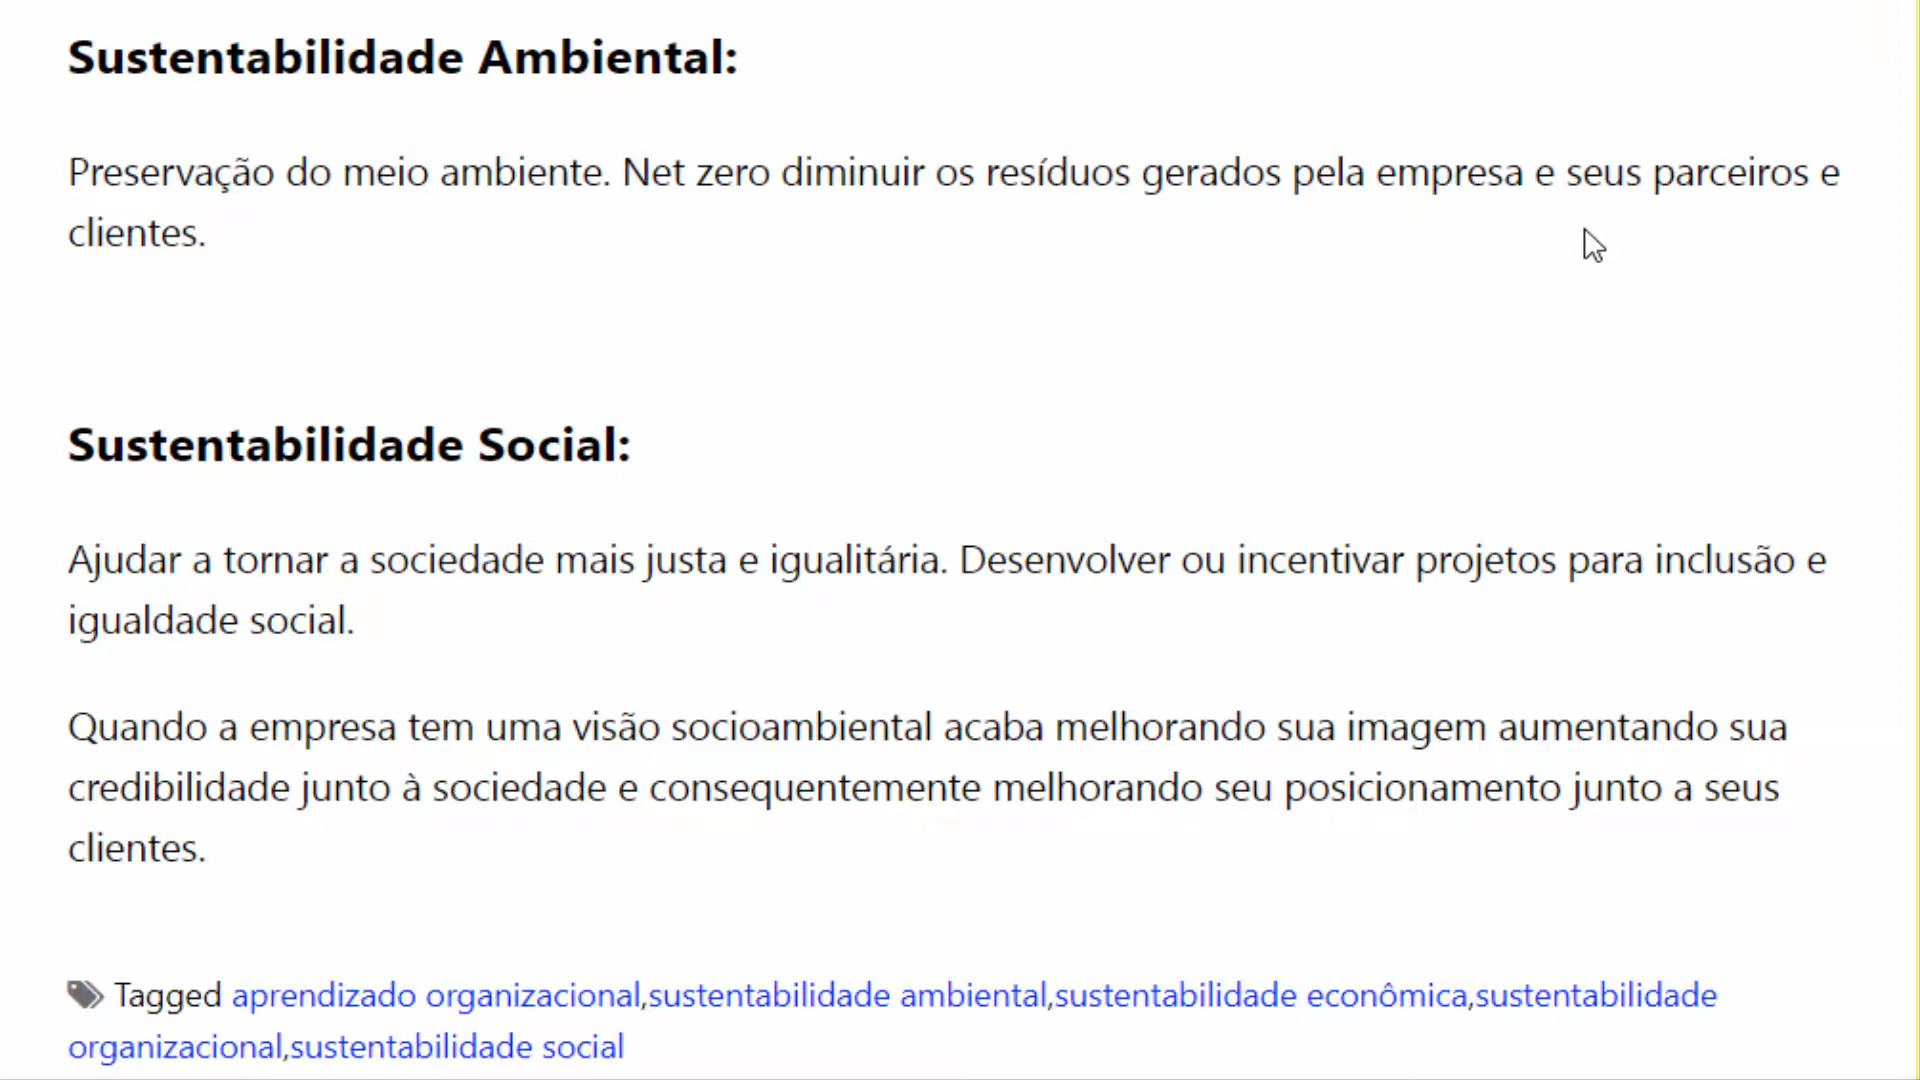 Sustentabilidade Ambiental:
Preservação do meio ambiente. Net zero diminuir os resíduos gerados pela empresa e seus parceiros e
clientes.
Sustentabilidade Social:
Ajudar a tornar a sociedade mais justa e igualitária. Desenvolver ou incentivar projetos para inclusão e
igualdade social.
Quando a empresa tem uma visão socioambiental acaba melhorando sua imagem aumentando sua
credibilidade junto à sociedade e consequentemente melhorando seu posicionamento junto a seus
clientes.
Tagged aprendizado organizacional,sustentabilidade ambiental,sustentabilidade econômica,sustentabilidade
organizacional,sustentabilidade social